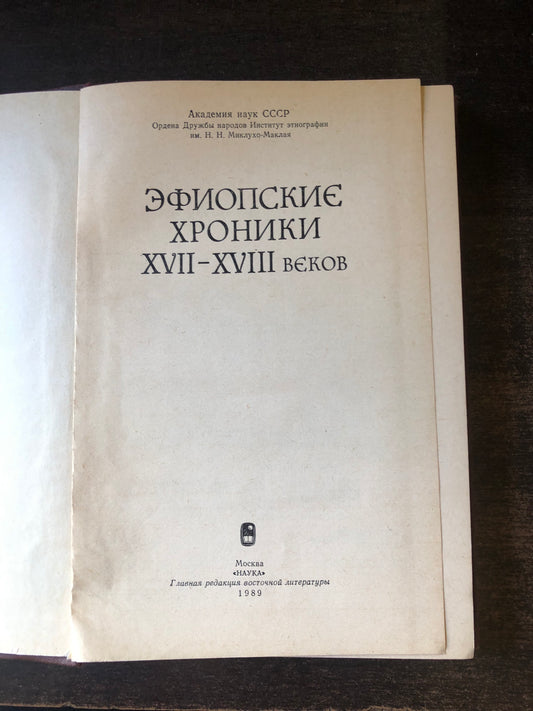 Академия наук СССР
Ордена Дружбы народов Институт этнографии
им. Н. Н. Миклухо-Маклая
ЭФИОПСКИЕ
ХРОНИКИ
XVII–XVIII ВЕКОВ
Москва
«НАУКА»
Главная редакция восточной литературы
1989